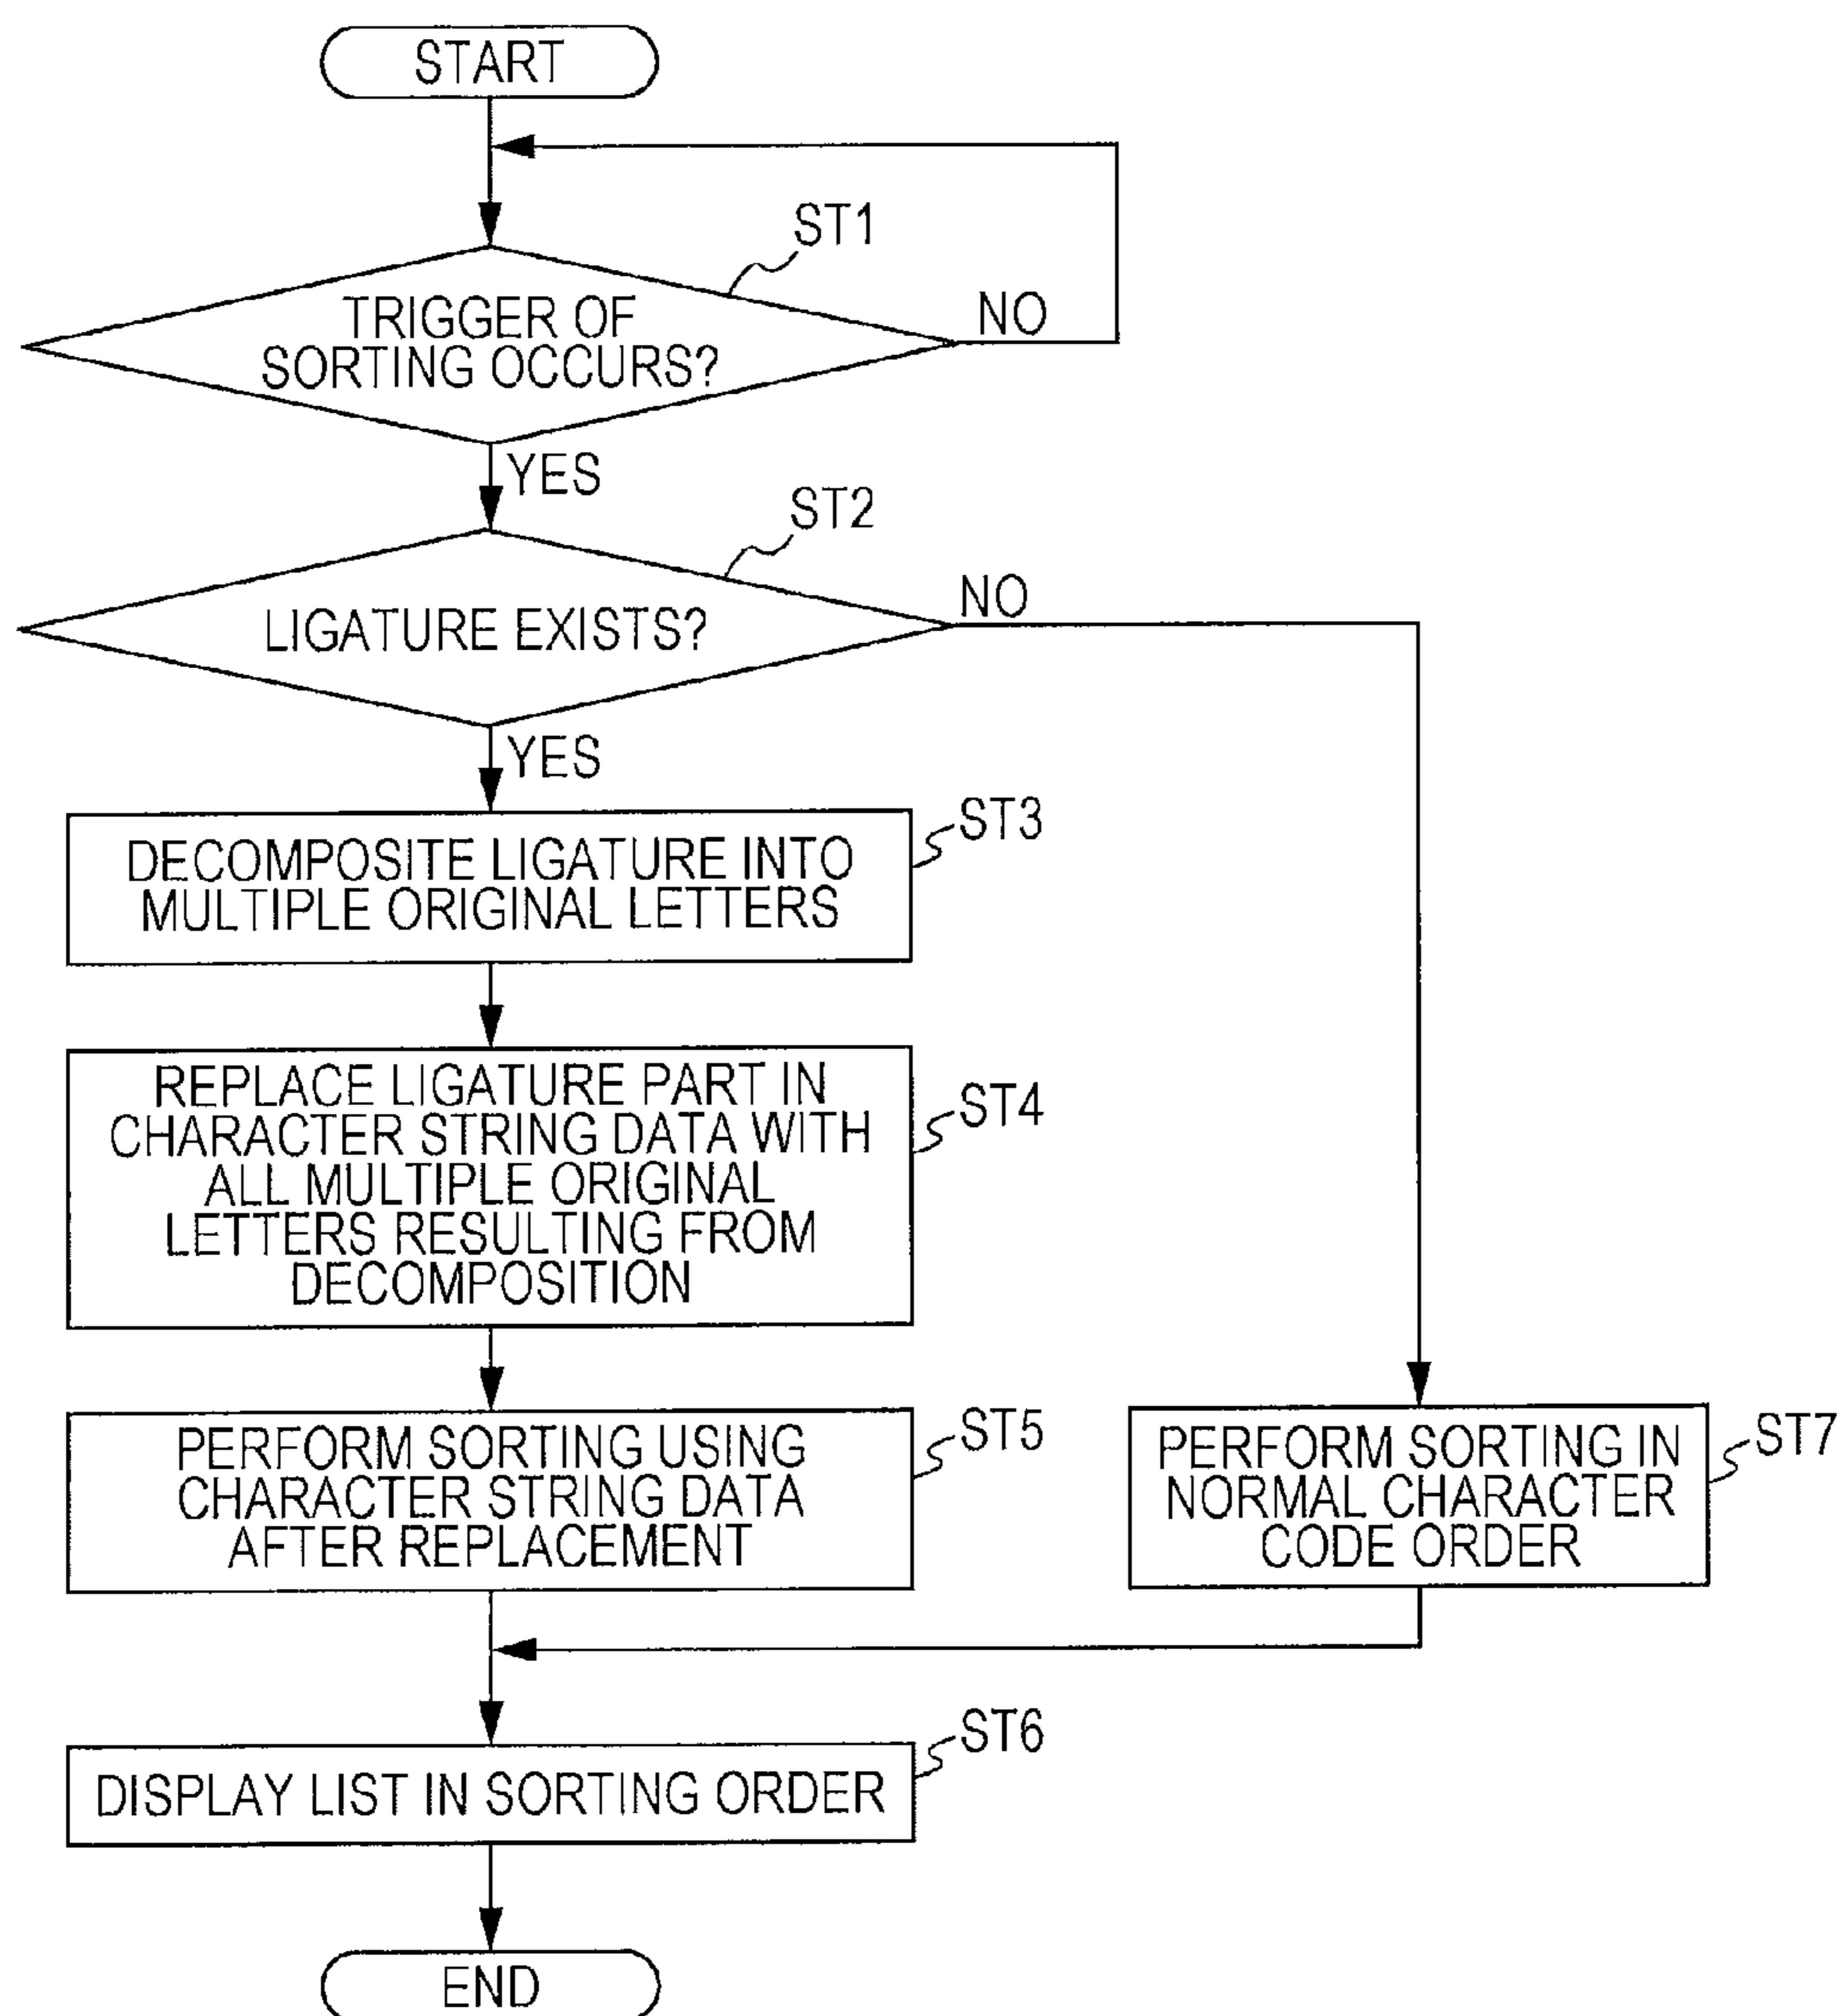 START
ST1
TRIGGER OF
SORTING OCCURS?
NO
YES
ST2
LIGATURE EXISTS?
NO
YES
ST3
DECOMPOSITE LIGATURE INTO
MULTIPLE ORIGINAL LETTERS
ST4
REPLACE LIGATURE PART IN
CHARACTER STRING DATA WITH
ALL MULTIPLE ORIGINAL
LETTERS RESULTING FROM
DECOMPOSITION
ST5
PERFORM SORTING USING
CHARACTER STRING DATA
AFTER REPLACEMENT
ST7
PERFORM SORTING IN
NORMAL CHARACTER
CODE ORDER
ST6
DISPLAY LIST IN SORTING ORDER
END